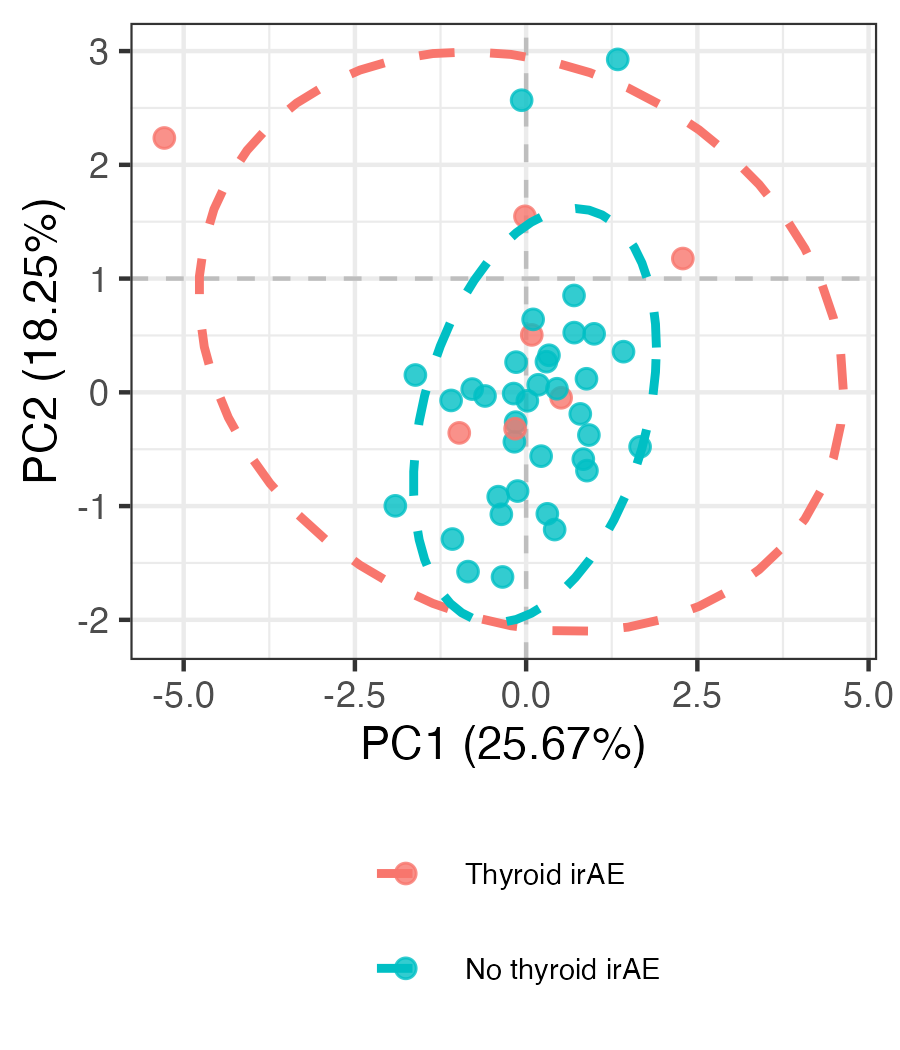 3
2
1
0
-1
-2
PC2 (18.25%)
-5.0 -2.5 0.0 2.5 5.0
PC1 (25.67%)
Thyroid irAE
No thyroid irAE